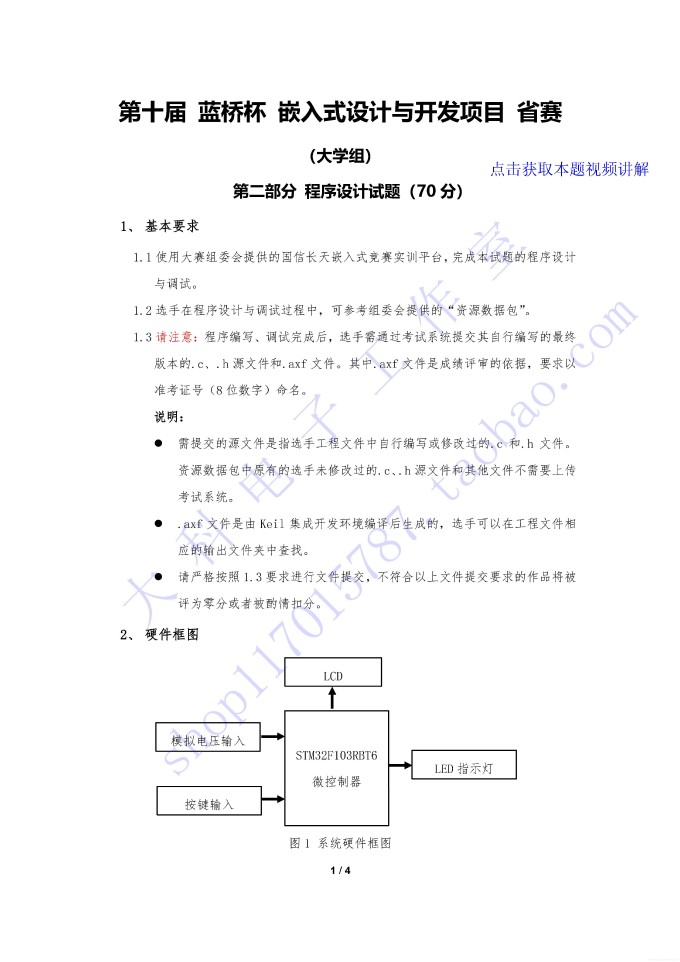 第十届 蓝桥杯 嵌入式设计与开发项目 省赛
（大学组）
点击获取本题视频讲解
第二部分 程序设计试题（70 分）
1、 基本要求
1.1 使用大赛组委会提供的国信长天嵌入式竞赛实训平台，完成本试题的程序设计
与调试。
1.2 选手在程序设计与调试过程中，可参考组委会提供的“资源数据包”。
1.3 请注意：程序编写、调试完成后，选手需通过考试系统提交其自行编写的最终
版本的.c、.h 源文件和.axf 文件。其中.axf 文件是成绩评审的依据，要求以
准考证号（8 位数字）命名。
说明：
● 需提交的源文件是指选手工程文件中自行编写或修改过的.c 和.h 文件。
资源数据包中原有的选手未修改过的.c、.h 源文件和其他文件不需要上传
考试系统。
● .axf 文件是由 Keil 集成开发环境编译后生成的，选手可以在工程文件相
应的输出文件夹中查找。
● 请严格按照 1.3 要求进行文件提交，不符合以上文件提交要求的作品将被
评为零分或者被酌情扣分。
2、 硬件框图
LCD
模拟电压输入
STM32F103RBT6
微控制器
LED 指示灯
按键输入
图 1 系统硬件框图
1 / 4
大科电子工作室
shop117015787.taobao.com